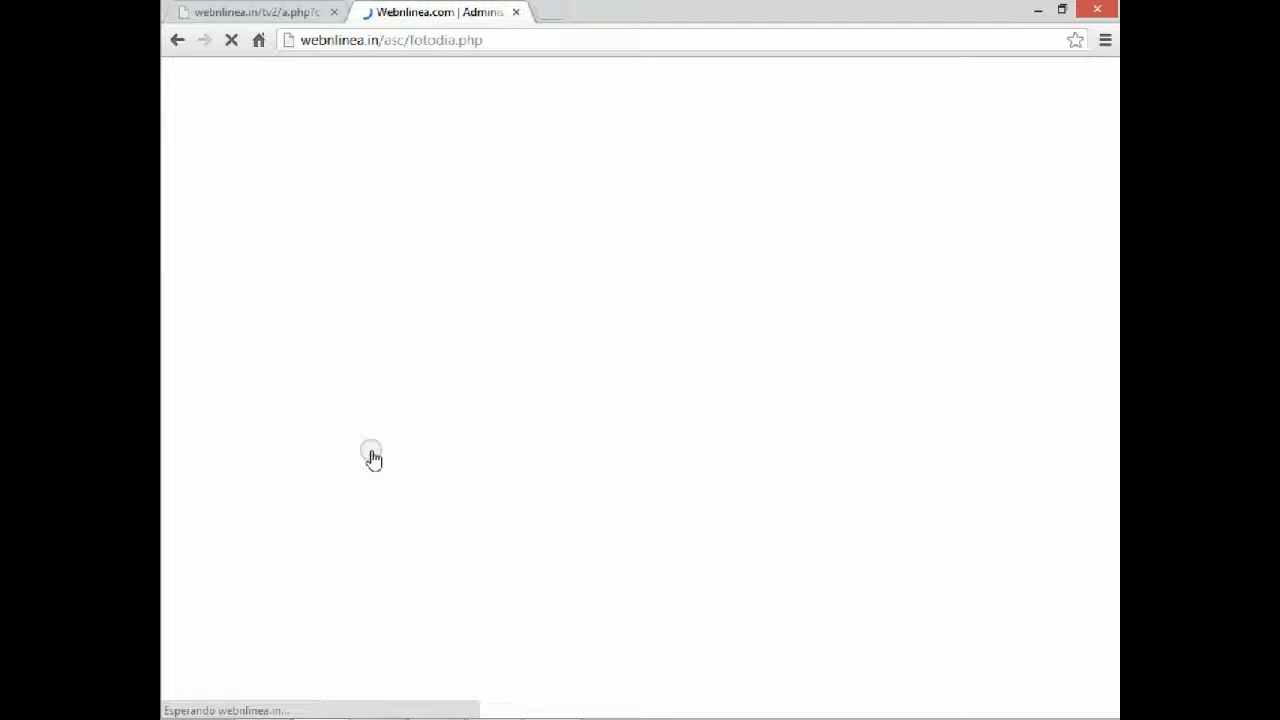 webnlinea.in/tv2/a.php?c
Webnlinea.com | Adminis
webnlinea.in/asc/fotodia.php
Esperando webnlinea.in...